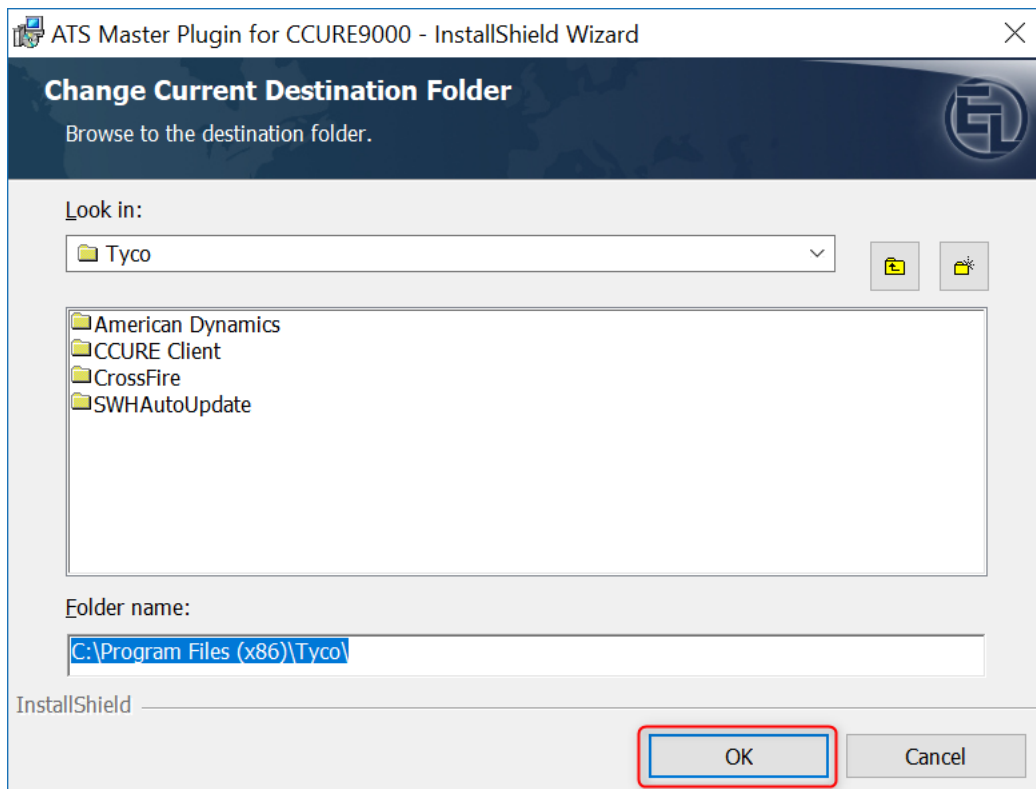 ATS Master Plugin for CCURE9000 - InstallShield Wizard
Change Current Destination Folder
Browse to the destination folder.
Look in:
Tyco
American Dynamics
CCURE Client
CrossFire
SWHAutoUpdate
Folder name:
C:\Program Files (x86)\Tyco\
InstallShield
OK
Cancel